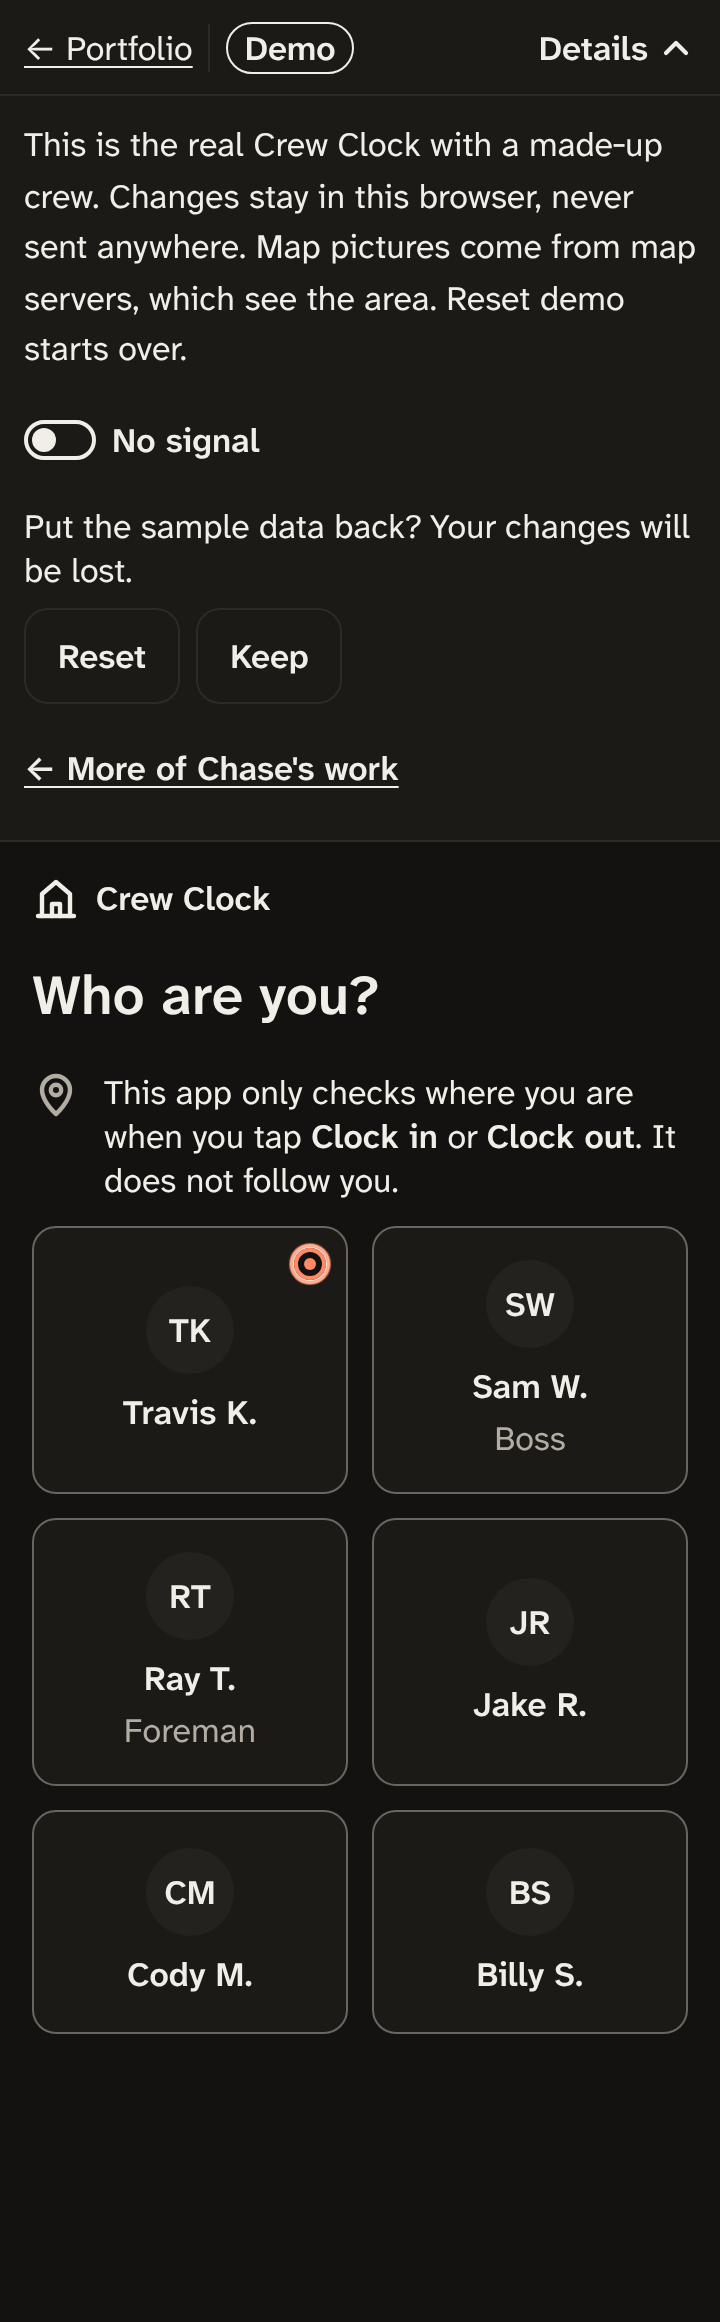 ← Portfolio
Demo
Details
This is the real Crew Clock with a made-up
crew. Changes stay in this browser, never
sent anywhere. Map pictures come from map
servers, which see the area. Reset demo
starts over.
No signal
Put the sample data back? Your changes will
be lost.
Reset
Keep
← More of Chase's work
Crew Clock
Who are you?
This app only checks where you are
when you tap Clock in or Clock out. It
does not follow you.
TK
Travis K.
SW
Sam W.
Boss
RT
Ray T.
Foreman
JR
Jake R.
CM
Cody M.
BS
Billy S.